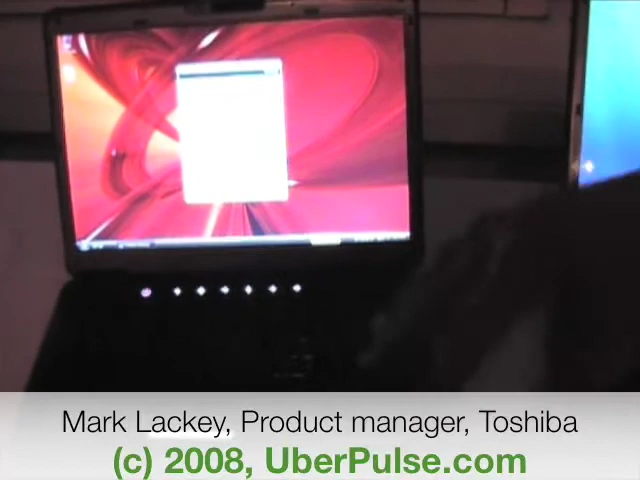 Mark Lackey, Product manager, Toshiba
(c) 2008, UberPulse.com